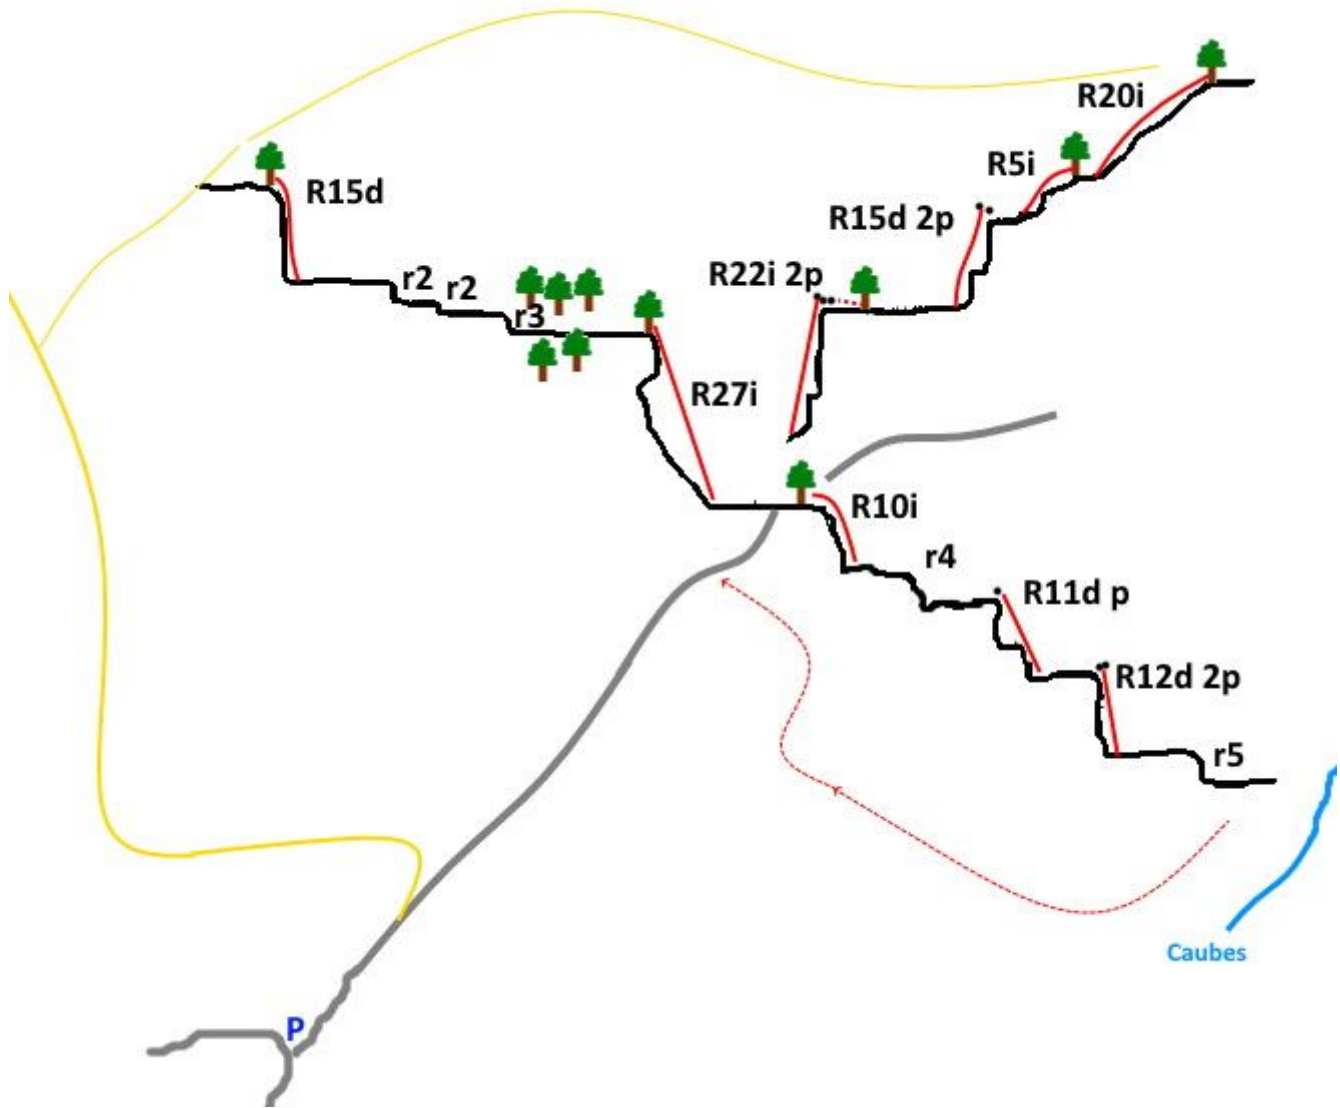 R20i
R5i
R15d
R15d 2p
R22i 2p
r2
r2
r3
R27i
R10i
r4
R11d p
R12d 2p
r5
Caubes
P